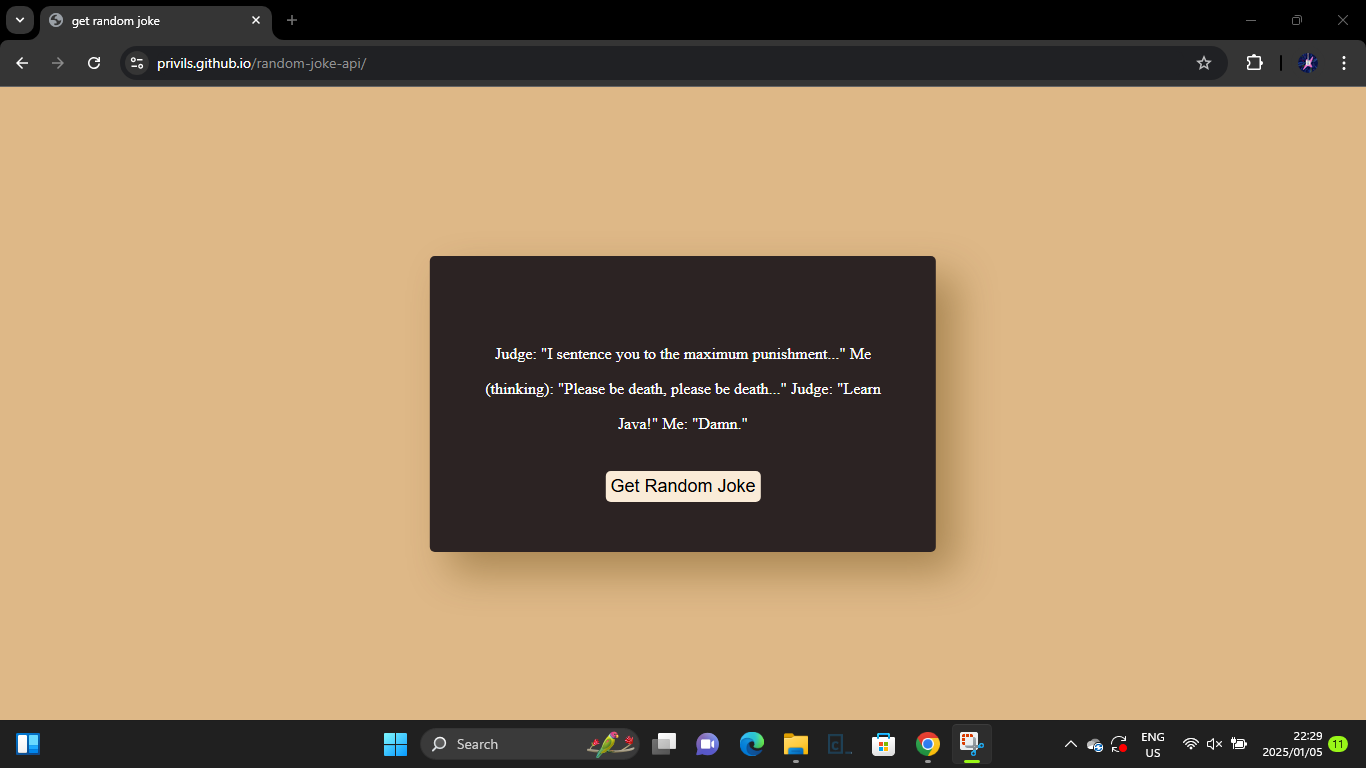 get random joke
privils.github.io/random-joke-api/
Judge: "I sentence you to the maximum punishment..." Me
(thinking): "Please be death, please be death..." Judge: "Learn
Java!" Me: "Damn."
Get Random Joke
Search
ENG
US
22:29
2025/01/05
11